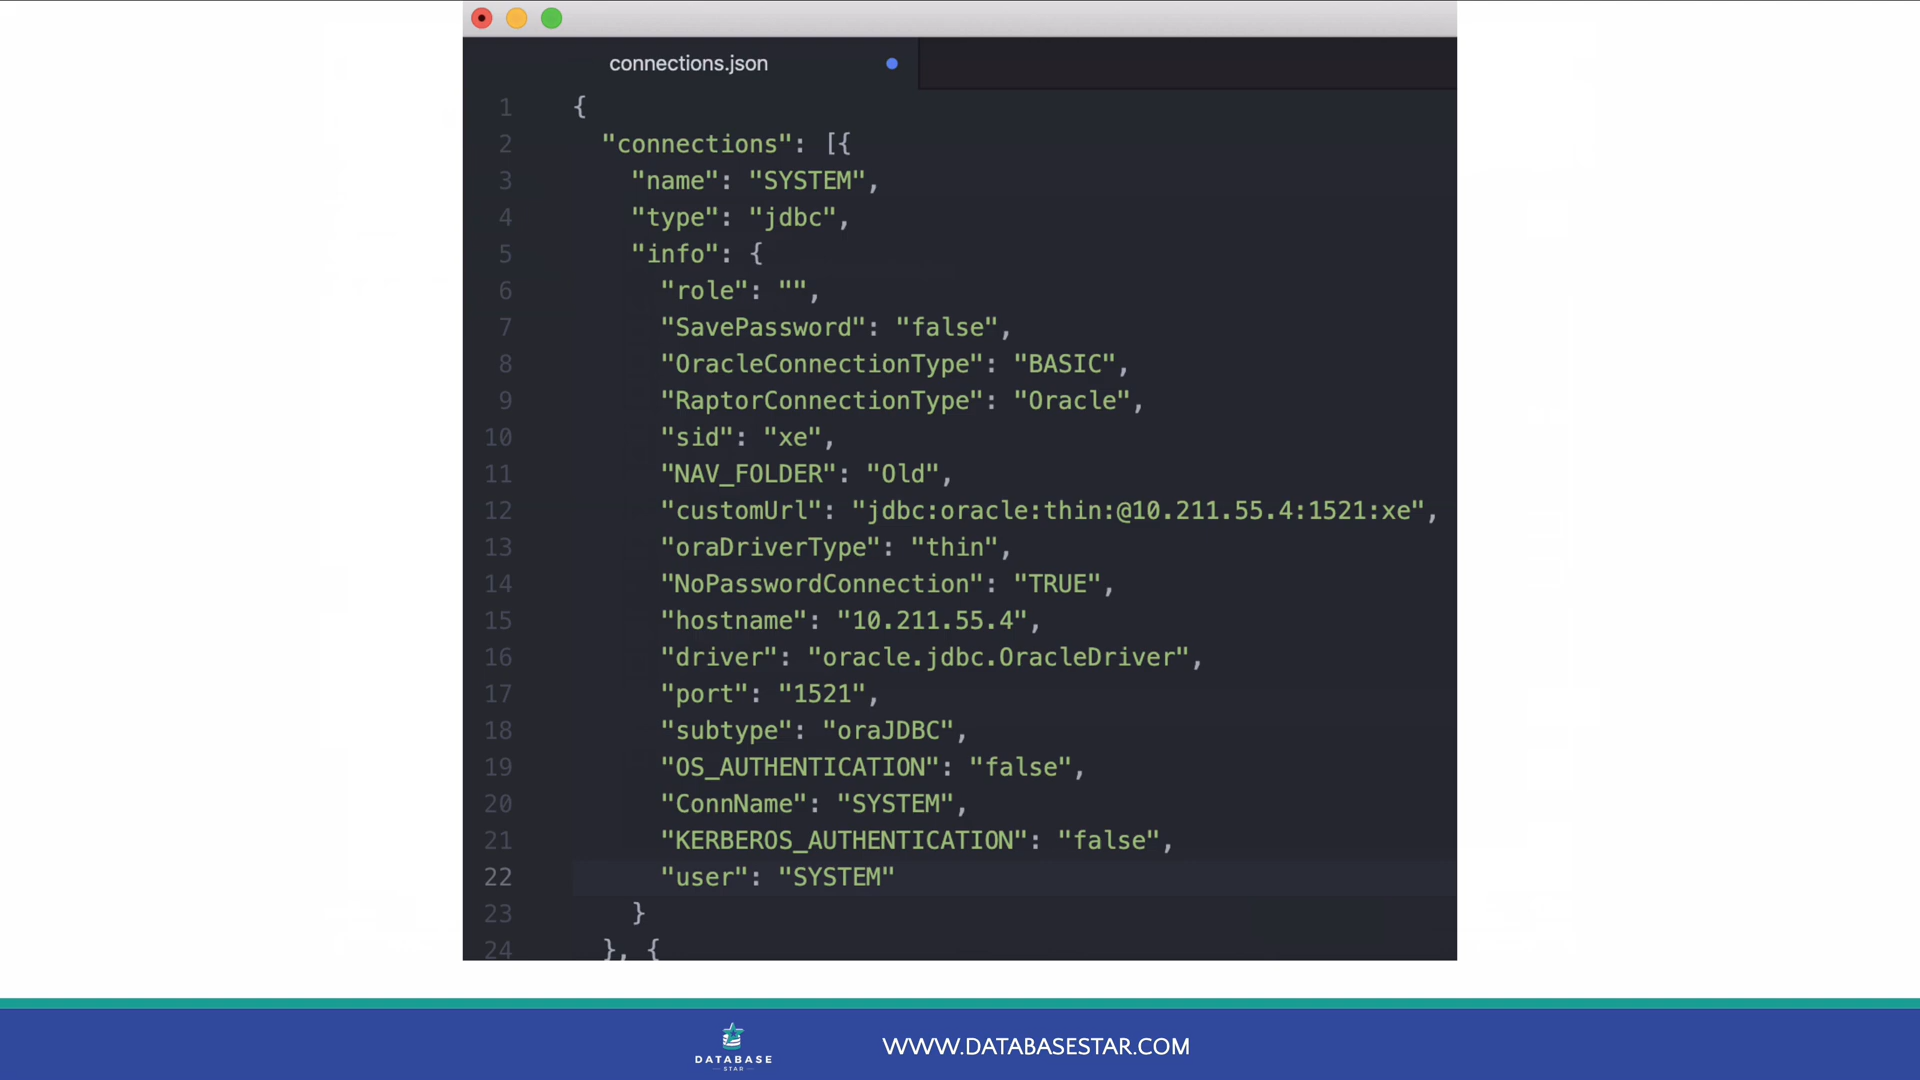 connections.json
1 {
2 "connections": [{
3 "name": "SYSTEM",
4 "type": "jdbc",
5 "info": {
6 "role": "",
7 "SavePassword": "false",
8 "OracleConnectionType": "BASIC",
9 "RaptorConnectionType": "Oracle",
10 "sid": "xe",
11 "NAV_FOLDER": "Old",
12 "customUrl": "jdbc:oracle:thin:@10.211.55.4:1521:xe",
13 "oraDriverType": "thin",
14 "NoPasswordConnection": "TRUE",
15 "hostname": "10.211.55.4",
16 "driver": "oracle.jdbc.OracleDriver",
17 "port": "1521",
18 "subtype": "oraJDBC",
19 "OS_AUTHENTICATION": "false",
20 "ConnName": "SYSTEM",
21 "KERBEROS_AUTHENTICATION": "false",
22 "user": "SYSTEM"
23 }
24 }, {
DATABASE
STAR
WWW.DATABASESTAR.COM